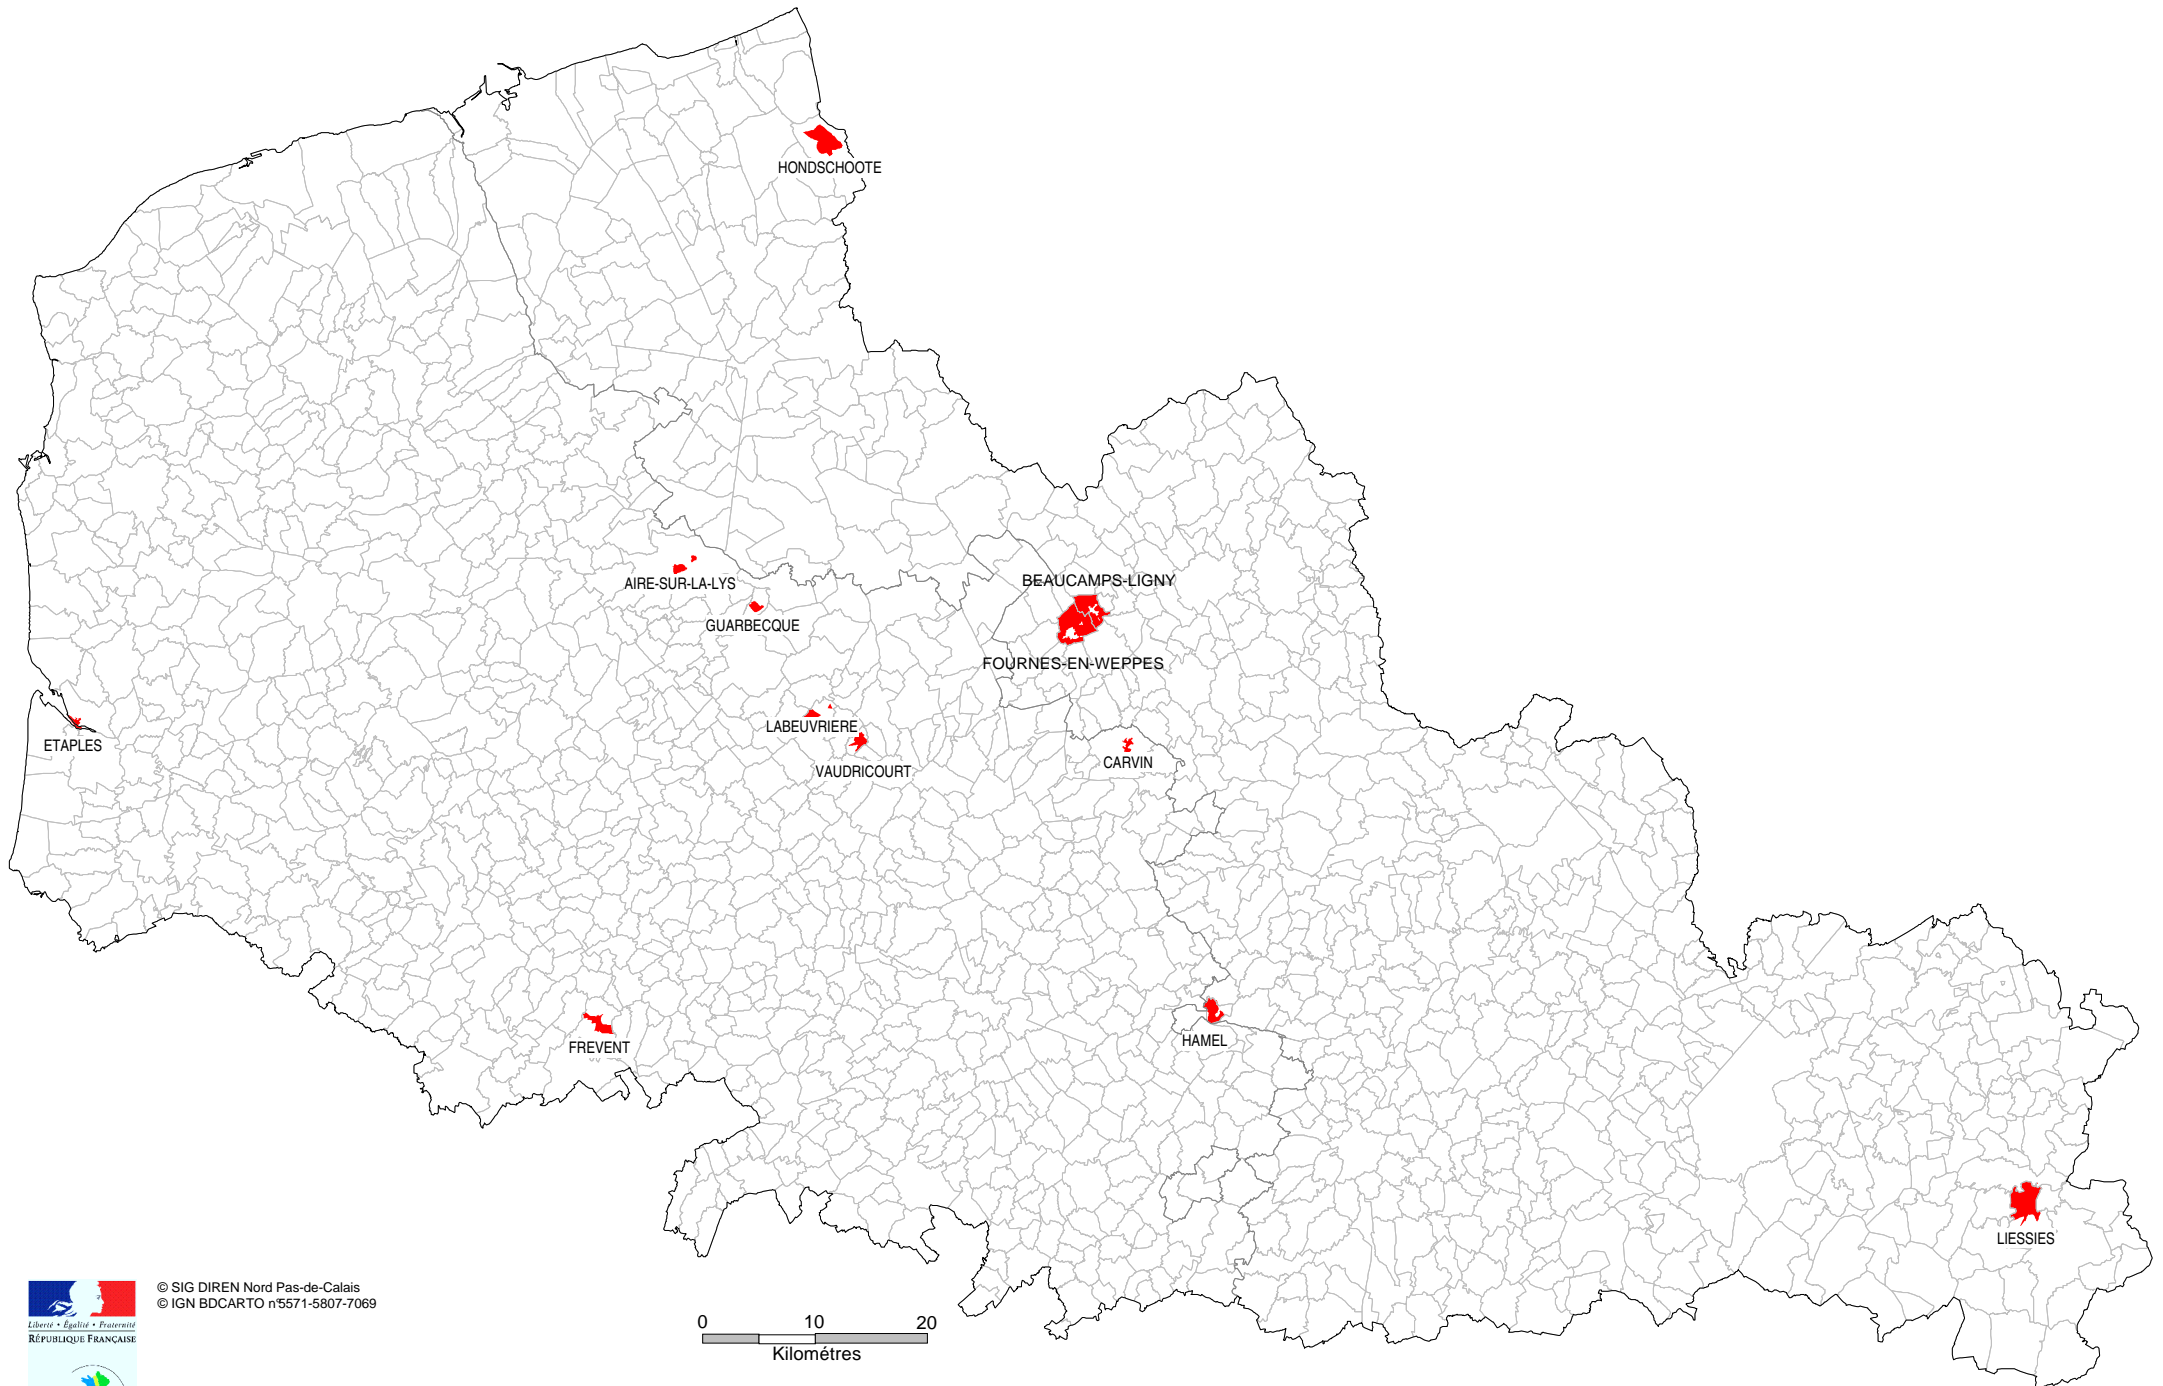 HONDSCHOOTE
BEAUCAMPS-LIGNY
AIRE-SUR-LA-LYS
GUARBECQUE
FOURNES-EN-WEPPES
LABEUVRIERE
ETAPLES
CARVIN
VAUDRICOURT
HAMEL
FREVENT
LIESSIES
© SIG DIREN Nord Pas-de-Calais
© IGN BDCARTO n°5571-5807-7069
Liberté • Égalité • Fraternité
RÉPUBLIQUE FRANÇAISE
0 10 20
Kilométres